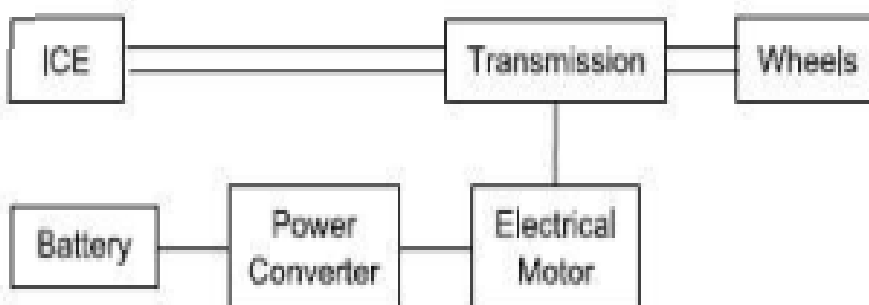 ICE
Transmission
Wheels
Battery
Power
Converter
Electrical
Motor